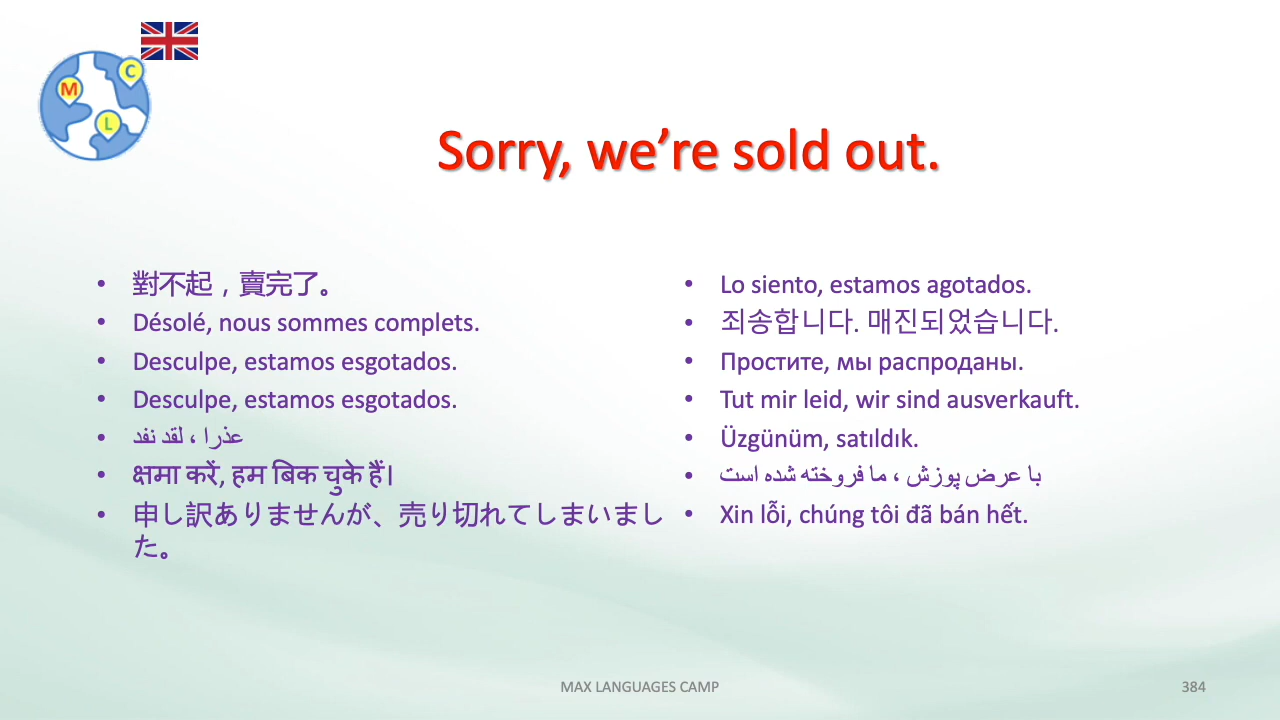 M C L
Sorry, we’re sold out.
• 對不起，賣完了。
• Désolé, nous sommes complets.
• Desculpe, estamos esgotados.
• Desculpe, estamos esgotados.
• عذرا ، لقد نفد
• क्षमा करें, हम बिक चुके हैं।
• 申し訳ありませんが、売り切れてしまいまし
た。
• Lo siento, estamos agotados.
• 죄송합니다. 매진되었습니다.
• Простите, мы распроданы.
• Tut mir leid, wir sind ausverkauft.
• Üzgünüm, satıldık.
• با عرض پوزش ، ما فروخته شده است
• Xin lỗi, chúng tôi đã bán hết.
MAX LANGUAGES CAMP
384